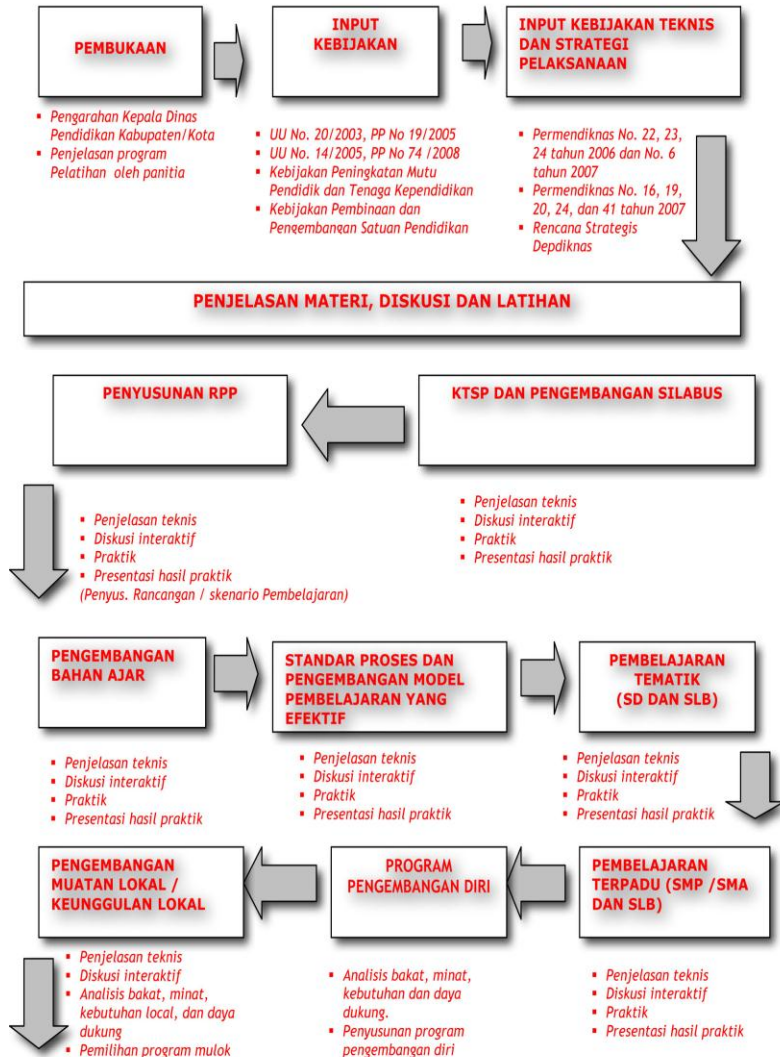 PEMBUKAAN
INPUT
KEBIJAKAN
INPUT KEBIJAKAN TEKNIS
DAN STRATEGI
PELAKSANAAN
▪ Pengarahan Kepala Dinas
Pendidikan Kabupaten/Kota
▪ Penjelasan program
Pelatihan oleh panitia
▪ UU No. 20/2003, PP No 19/2005
▪ UU No. 14/2005, PP No 74 /2008
▪ Kebijakan Peningkatan Mutu
Pendidik dan Tenaga Kependidikan
▪ Kebijakan Pembinaan dan
Pengembangan Satuan Pendidikan
▪ Permendiknas No. 22, 23,
24 tahun 2006 dan No. 6
tahun 2007
▪ Permendiknas No. 16, 19,
20, 24, dan 41 tahun 2007
▪ Rencana Strategis
Depdiknas
PENJELASAN MATERI, DISKUSI DAN LATIHAN
PENYUSUNAN RPP
KTSP DAN PENGEMBANGAN SILABUS
▪ Penjelasan teknis
▪ Diskusi interaktif
▪ Praktik
▪ Presentasi hasil praktik
(Penyus. Rancangan / skenario Pembelajaran)
▪ Penjelasan teknis
▪ Diskusi interaktif
▪ Praktik
▪ Presentasi hasil praktik
PENGEMBANGAN
BAHAN AJAR
STANDAR PROSES DAN
PENGEMBANGAN MODEL
PEMBELAJARAN YANG
EFEKTIF
PEMBELAJARAN
TEMATIK
(SD DAN SLB)
▪ Penjelasan teknis
▪ Diskusi interaktif
▪ Praktik
▪ Presentasi hasil praktik
▪ Penjelasan teknis
▪ Diskusi interaktif
▪ Praktik
▪ Presentasi hasil praktik
▪ Penjelasan teknis
▪ Diskusi interaktif
▪ Praktik
▪ Presentasi hasil praktik
PENGEMBANGAN
MUATAN LOKAL /
KEUNGGULAN LOKAL
PROGRAM
PENGEMBANGAN DIRI
PEMBELAJARAN
TERPADU (SMP /SMA
DAN SLB)
▪ Penjelasan teknis
▪ Diskusi interaktif
▪ Analisis bakat, minat,
kebutuhan local, dan daya
dukung
▪ Pemilihan program mulok
▪ Analisis bakat, minat,
kebutuhan dan daya
dukung.
▪ Penyusunan program
pengembangan diri
▪ Penjelasan teknis
▪ Diskusi interaktif
▪ Praktik
▪ Presentasi hasil praktik